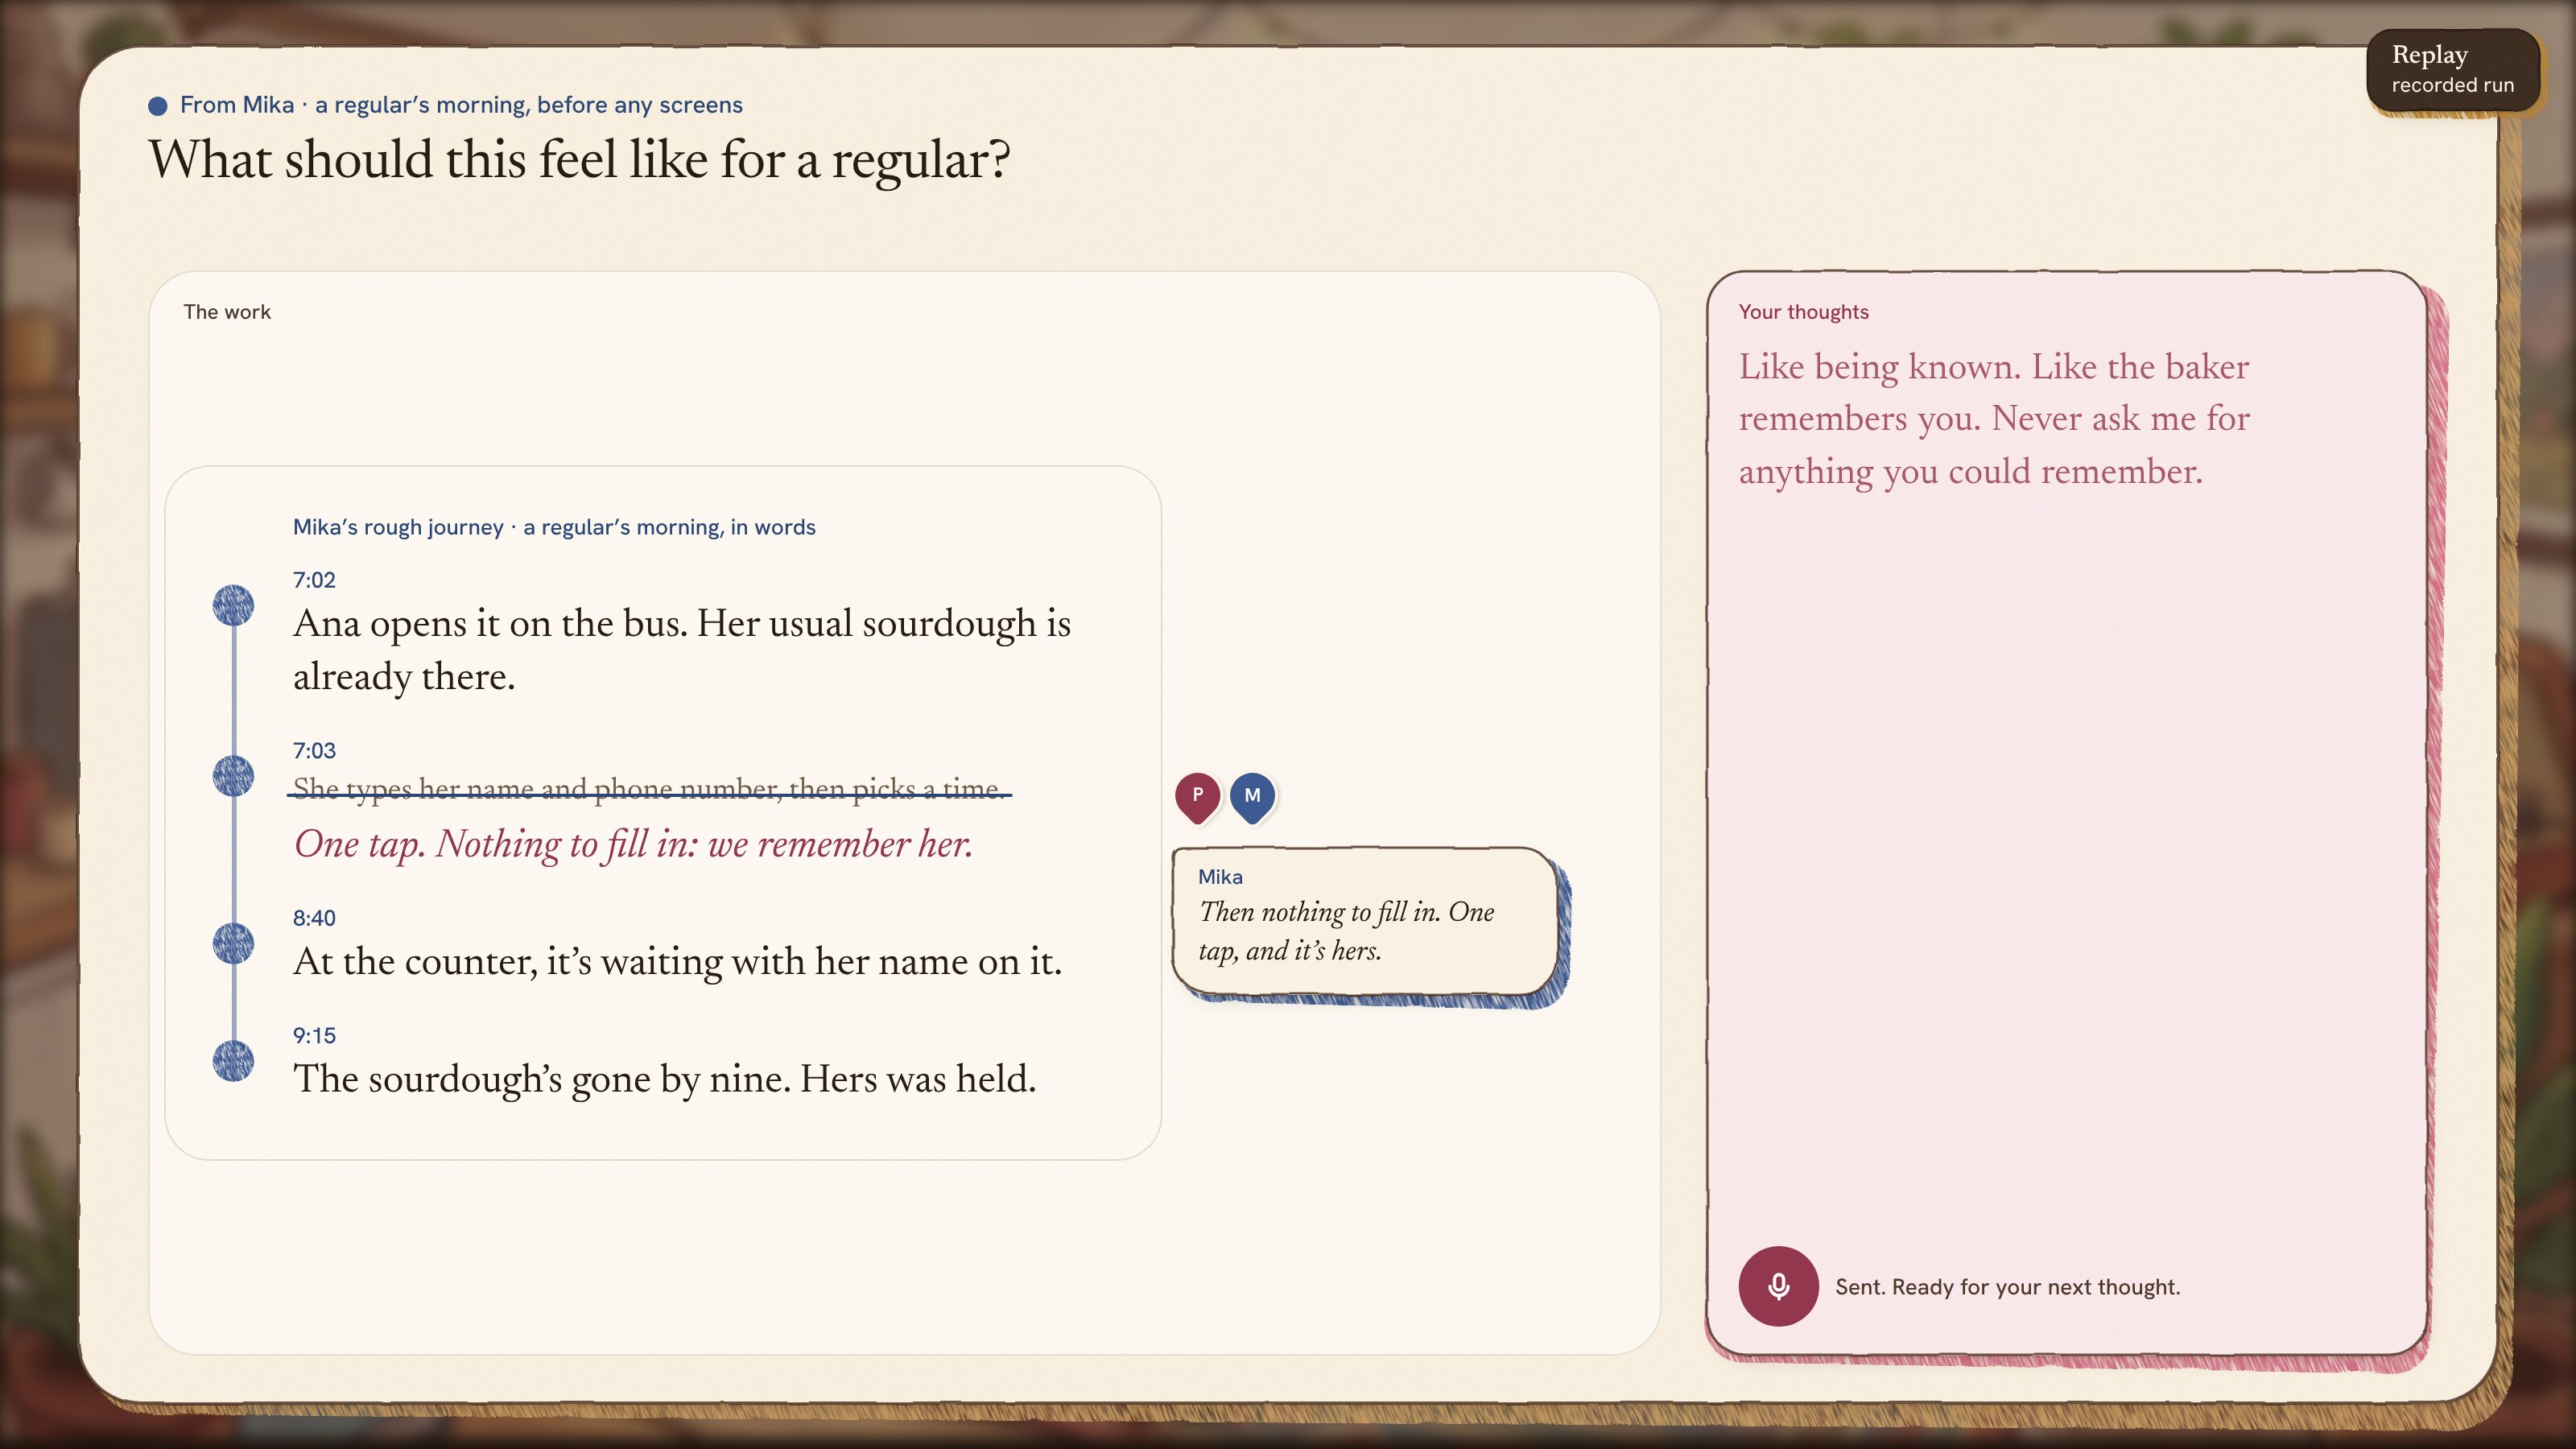 Replay
recorded run
From Mika · a regular’s morning, before any screens
What should this feel like for a regular?
The work
Mika’s rough journey · a regular’s morning, in words
7:02
Ana opens it on the bus. Her usual sourdough is
already there.
7:03
She types her name and phone number, then picks a time.
One tap. Nothing to fill in: we remember her.
8:40
At the counter, it’s waiting with her name on it.
9:15
The sourdough’s gone by nine. Hers was held.
P
M
Mika
Then nothing to fill in. One
tap, and it’s hers.
Your thoughts
Like being known. Like the baker
remembers you. Never ask me for
anything you could remember.
Sent. Ready for your next thought.